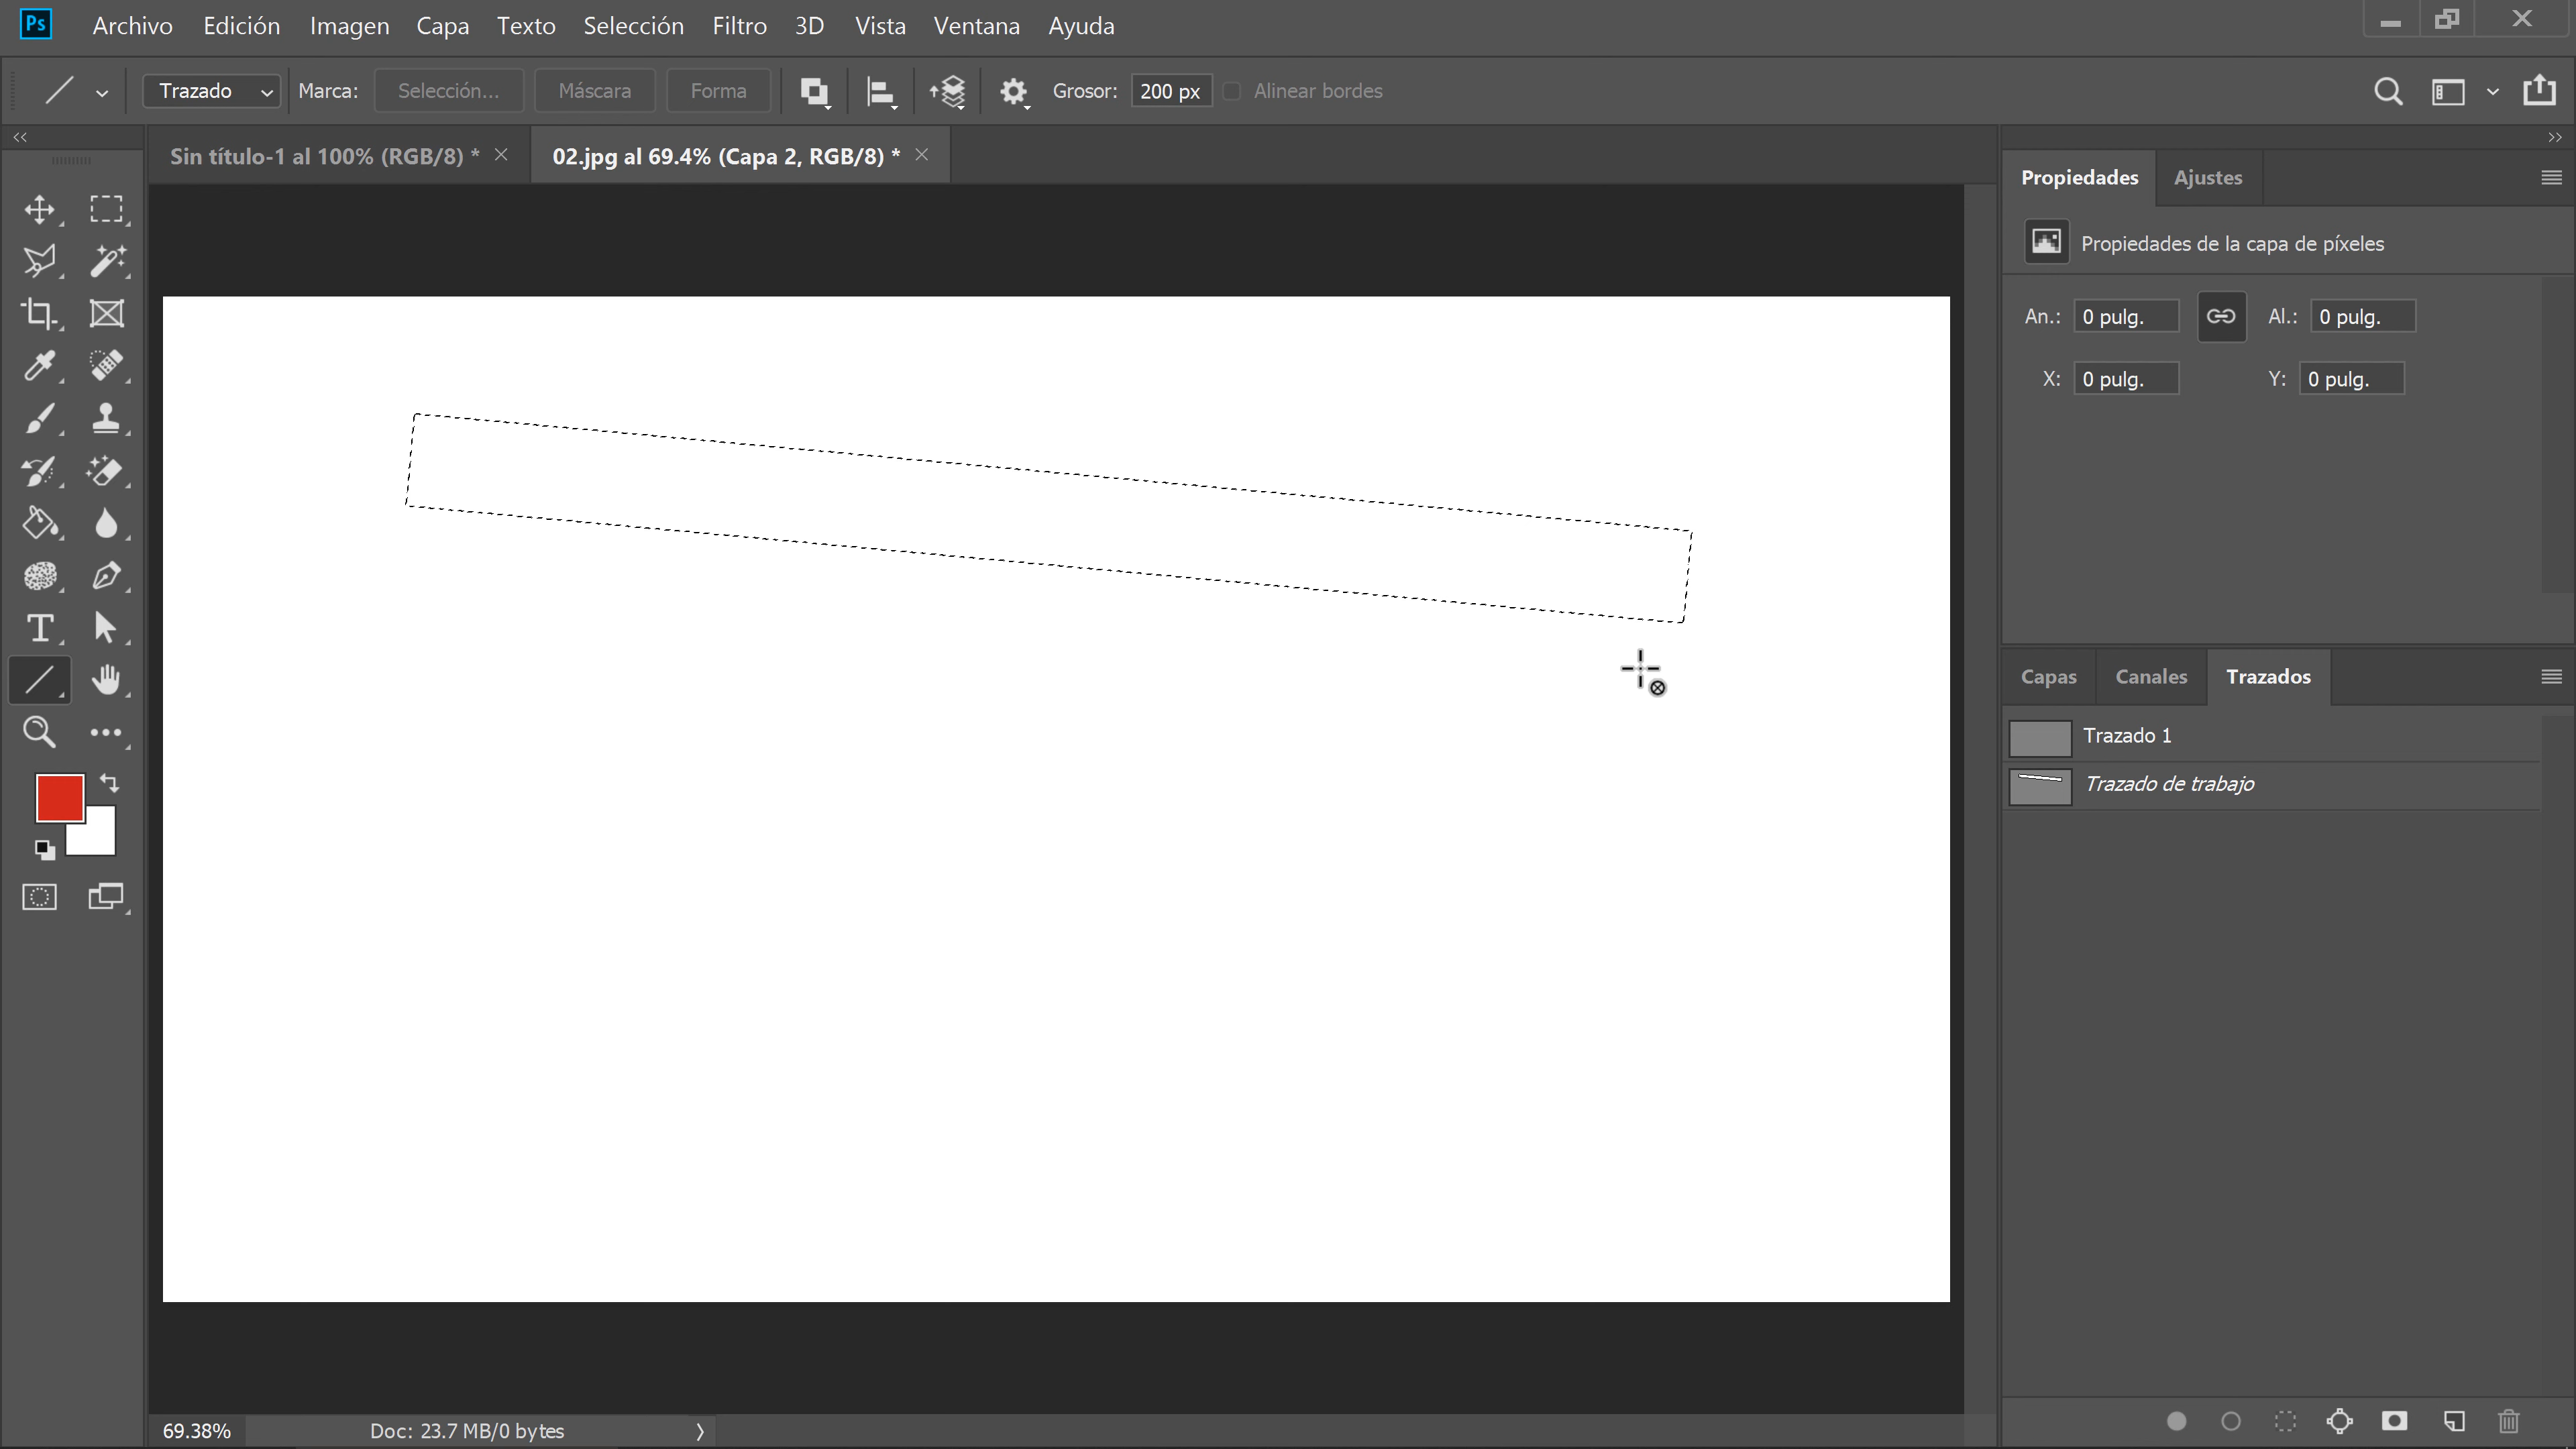 Ps Archivo Edición Imagen Capa Texto Selección Filtro 3D Vista Ventana Ayuda
Trazado Marca: Selección... Máscara Forma Grosor: 200 px Alinear bordes
Sin título-1 al 100% (RGB/8) * 02.jpg al 69.4% (Capa 2, RGB/8) *
Propiedades Ajustes
Propiedades de la capa de píxeles
An.: 0 pulg. Al.: 0 pulg.
X: 0 pulg. Y: 0 pulg.
Capas Canales Trazados
Trazado 1
Trazado de trabajo
69.38% Doc: 23.7 MB/0 bytes